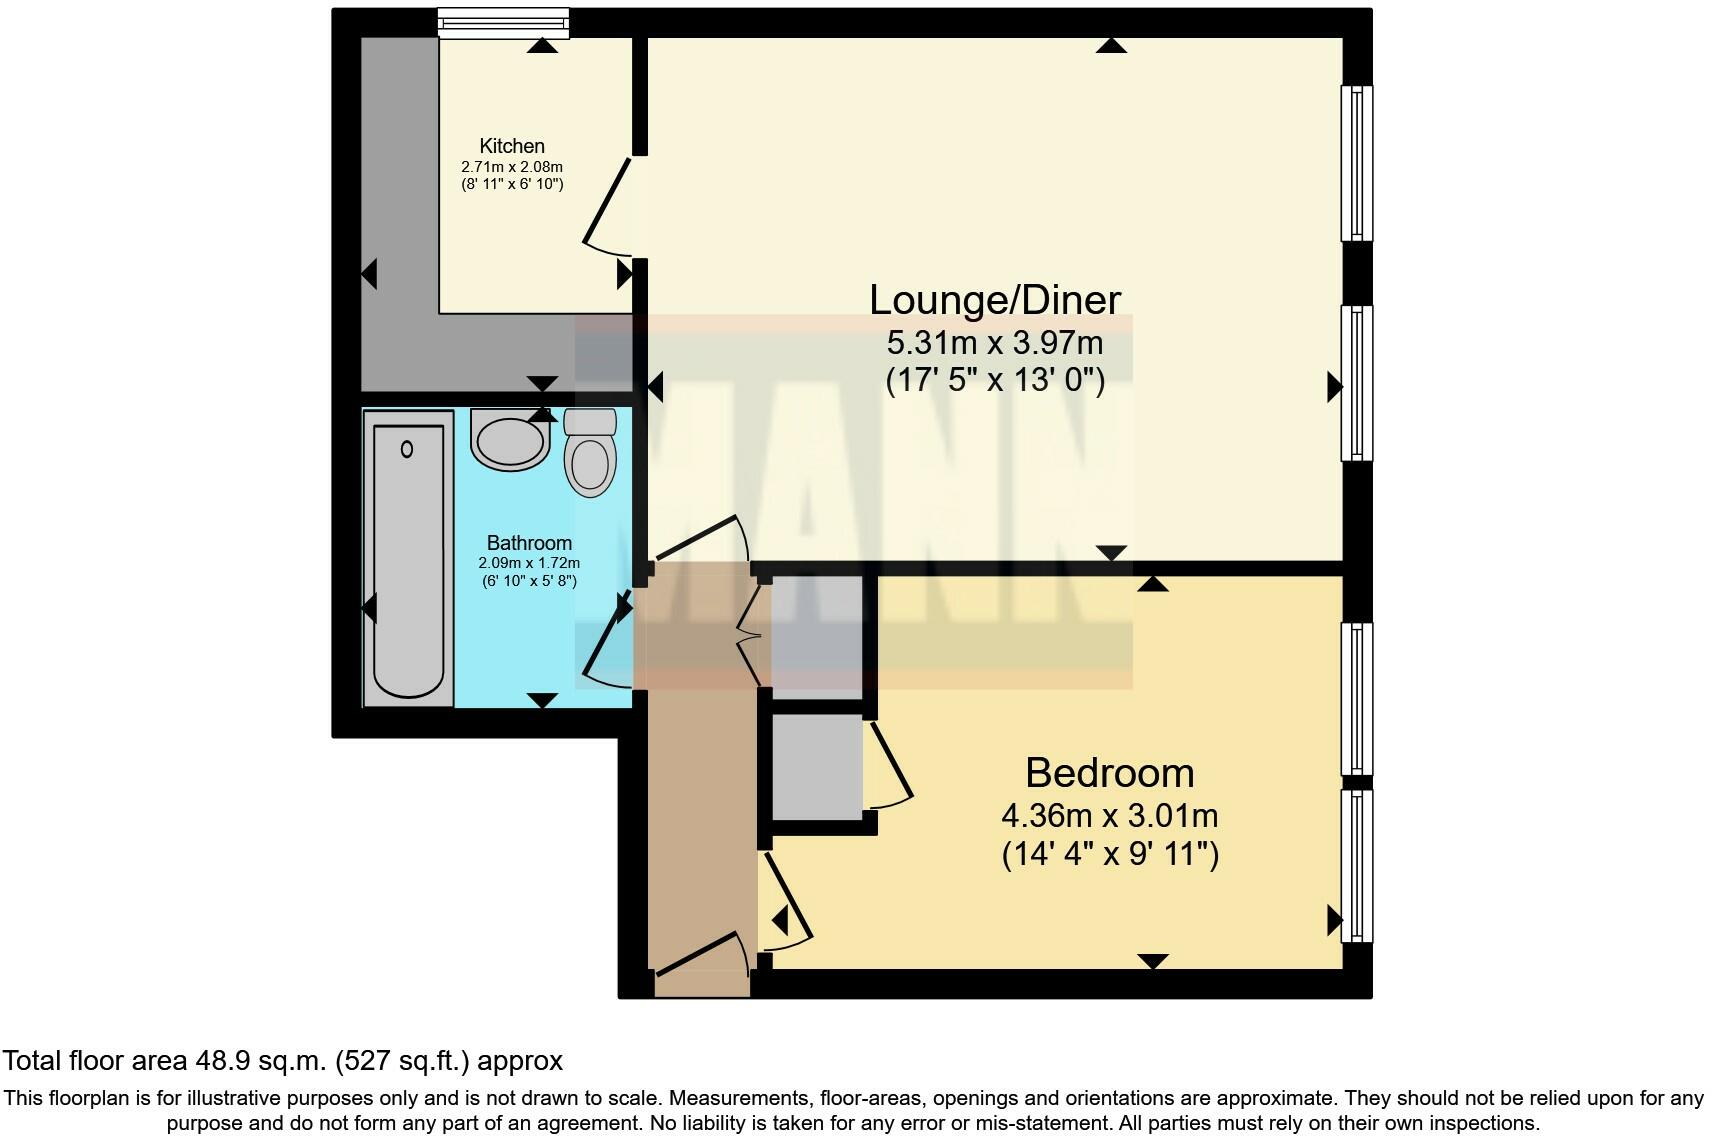 Kitchen
2.71m x 2.08m
(8' 11" x 6' 10")
Lounge/Diner
5.31m x 3.97m
(17' 5" x 13' 0")
MANN
Bathroom
2.09m x 1.72m
(6' 10" x 5' 8")
Bedroom
4.36m x 3.01m
(14' 4" x 9' 11")
Total floor area 48.9 sq.m. (527 sq.ft.) approx
This floorplan is for illustrative purposes only and is not drawn to scale. Measurements, floor-areas, openings and orientations are approximate. They should not be relied upon for any
purpose and do not form any part of an agreement. No liability is taken for any error or mis-statement. All parties must rely on their own inspections.